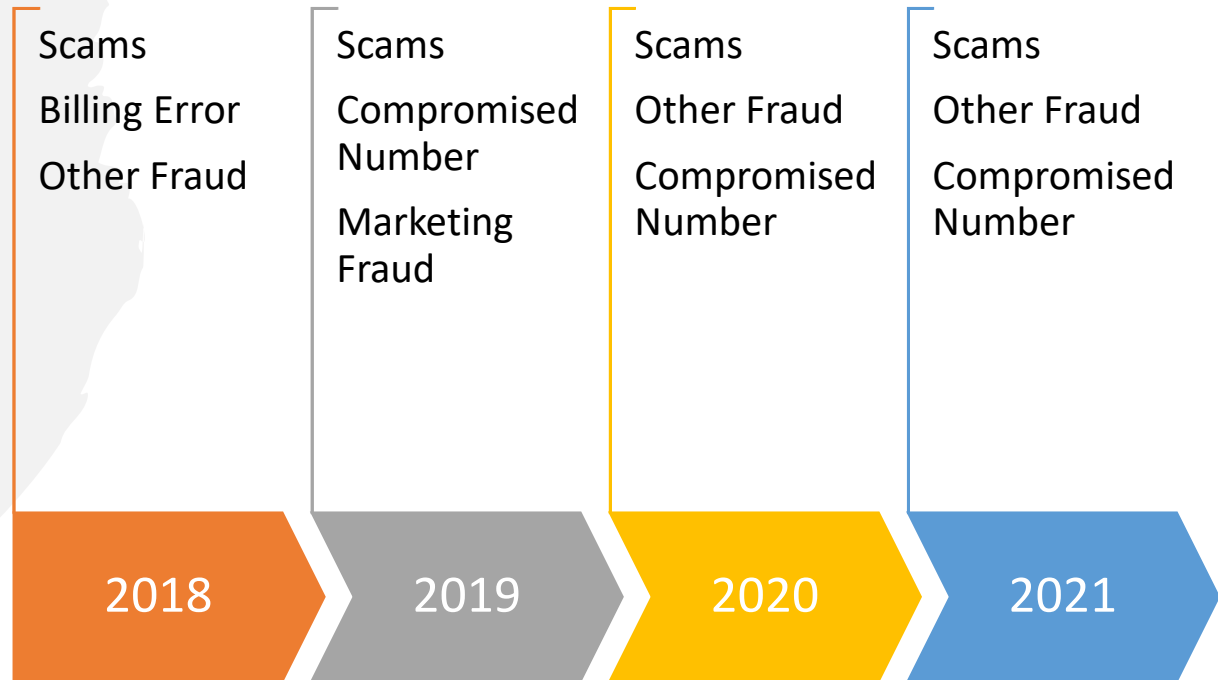 Scams
Billing Error
Other Fraud
Scams
Compromised
Number
Marketing
Fraud
Scams
Other Fraud
Compromised
Number
Scams
Other Fraud
Compromised
Number
2018
2019
2020
2021